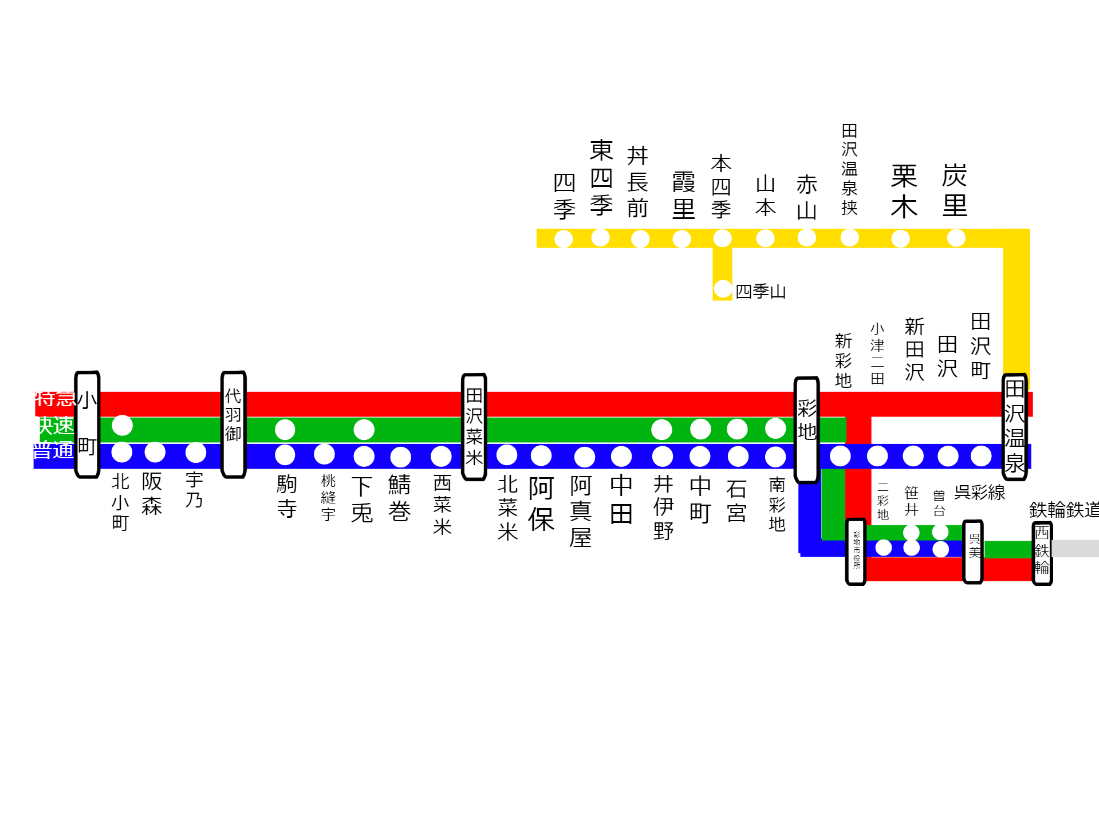 四季
東四季
丼長前
霞里
本四季
山本
赤山
田沢温泉挟
栗木
炭里
四季山
新彩地
小津二田
新田沢
田沢
田沢町
特急
快速
普通
小町
代羽御
田沢菜米
彩地
田沢温泉
北小町
阪森
宇乃
駒寺
桃縫宇
下兎
鯖巻
西菜米
北菜米
阿保
阿真屋
中田
井伊野
中町
石宮
南彩地
二彩地
笹井
曽台
呉彩線
鉄輪鉄道
呉美
西鉄輪